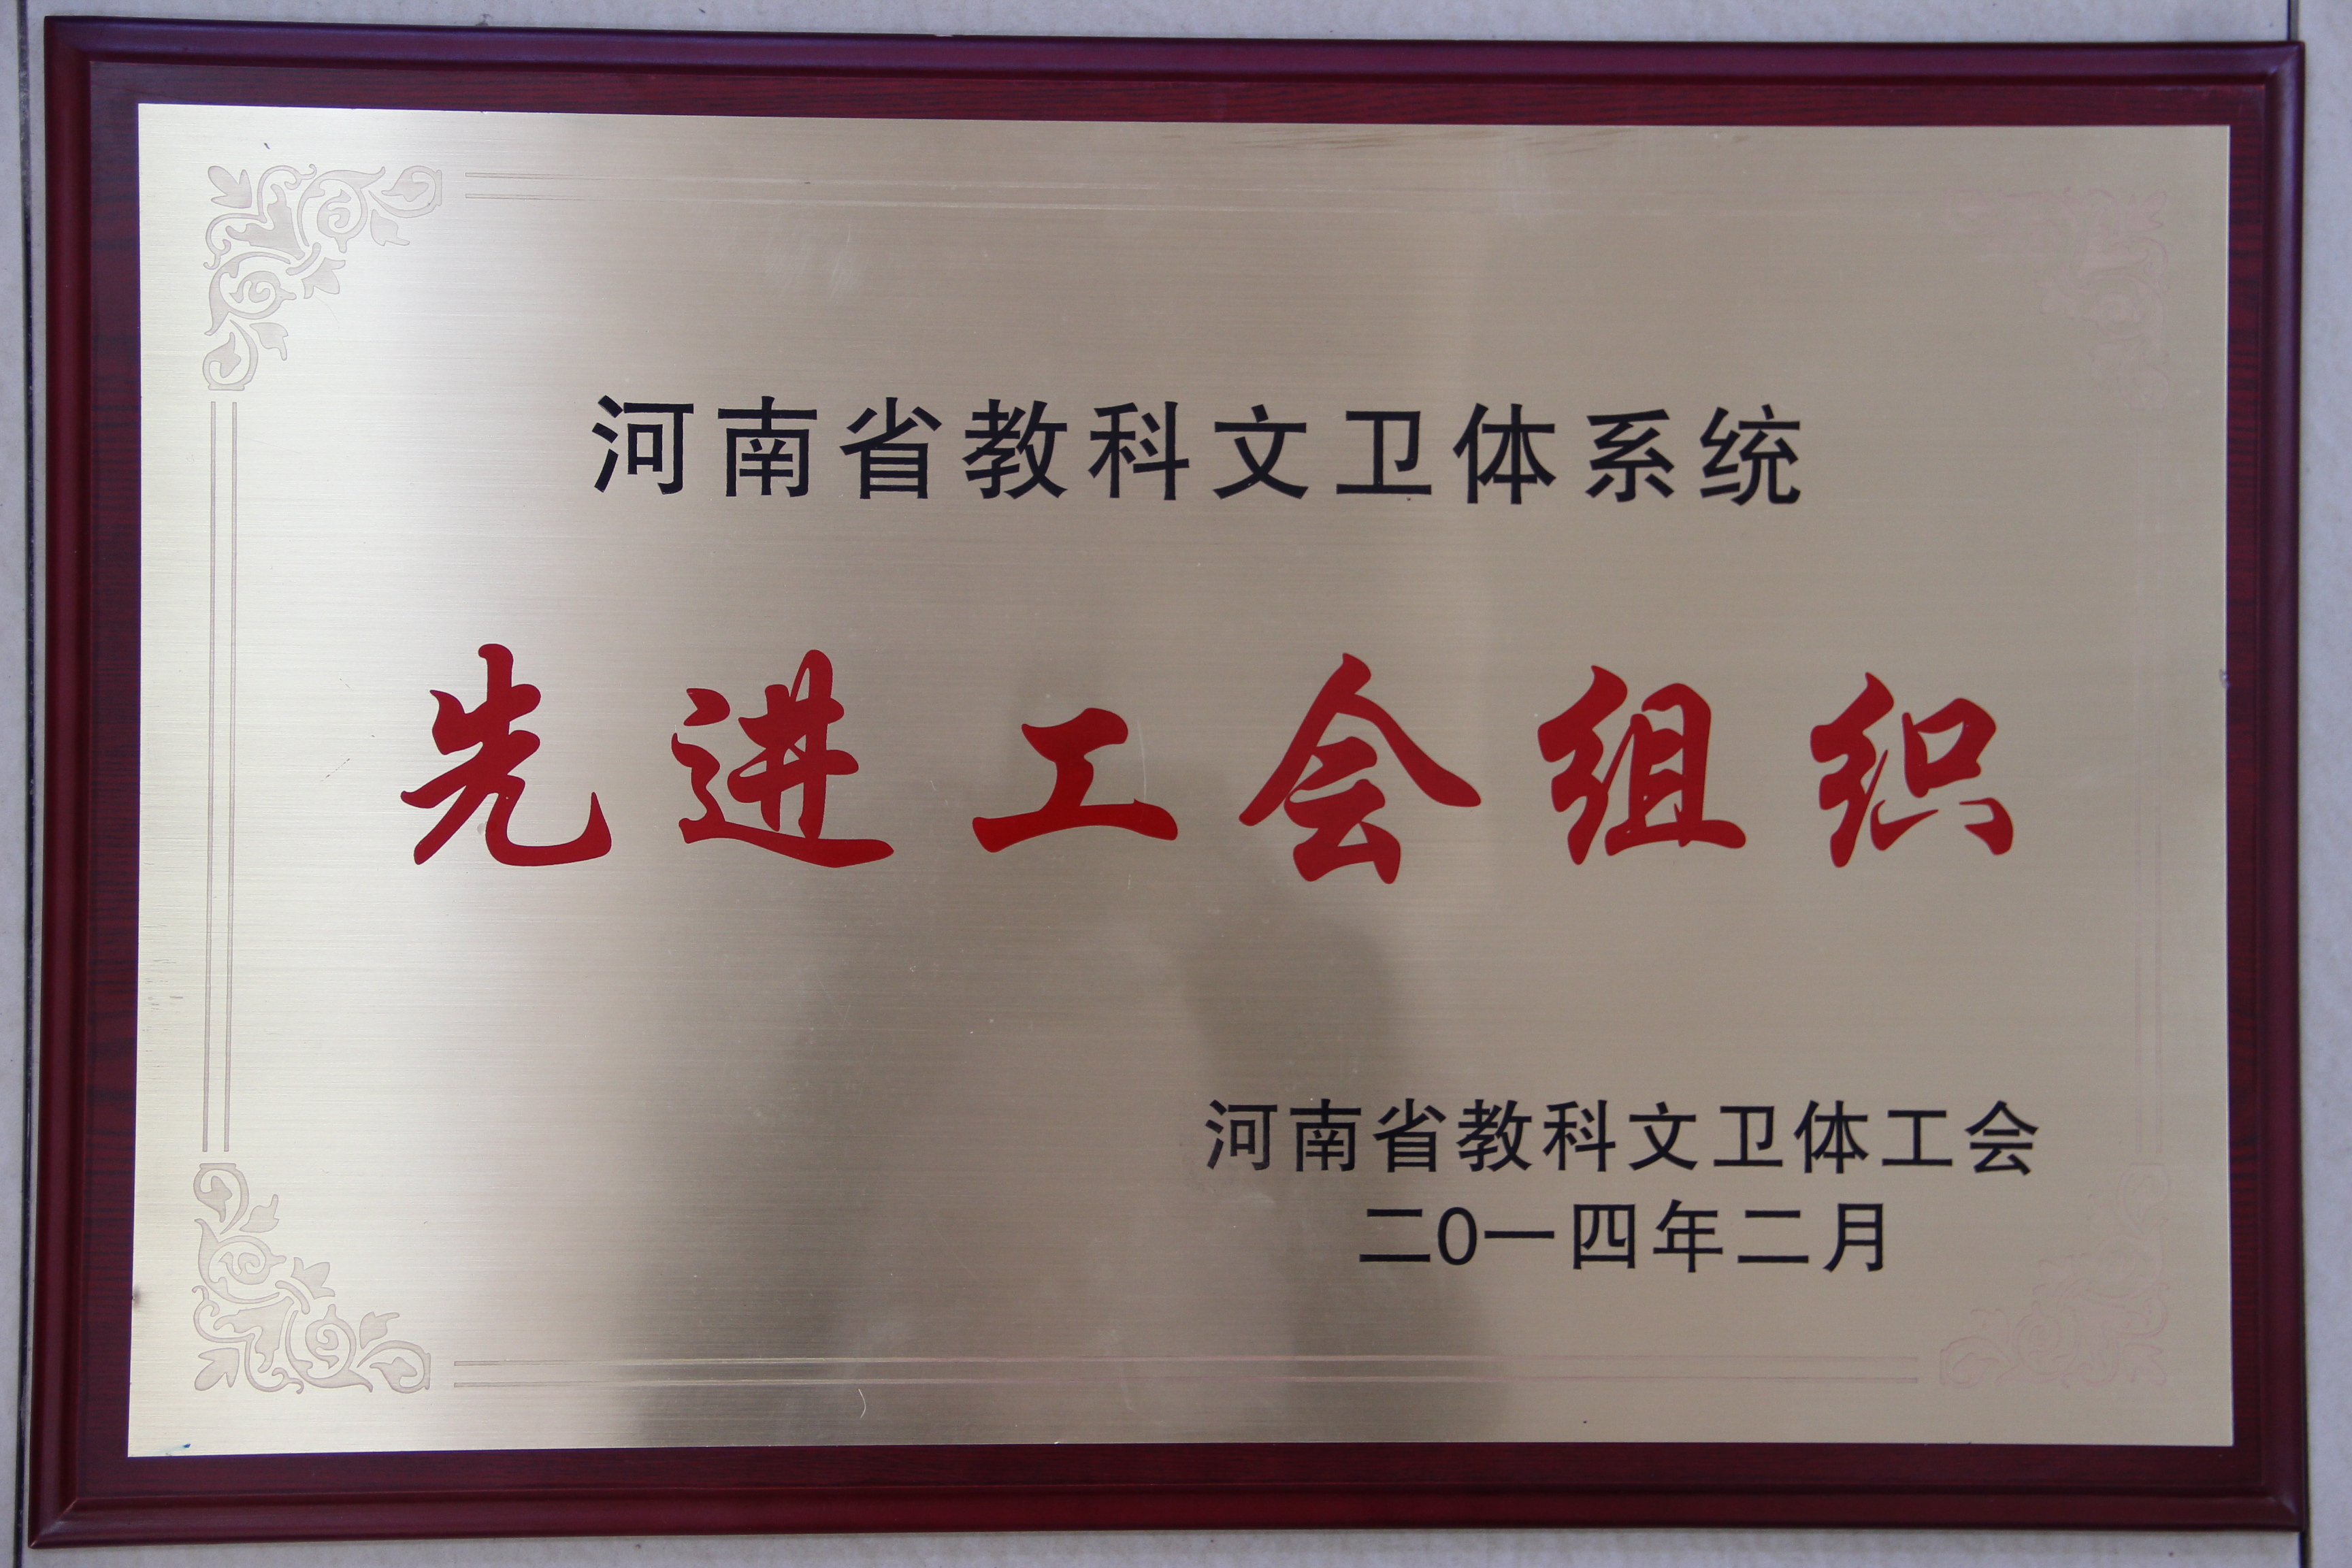 河南省教科文卫体系统
先进工会组织
河南省教科文卫体工会
二0一四年二月